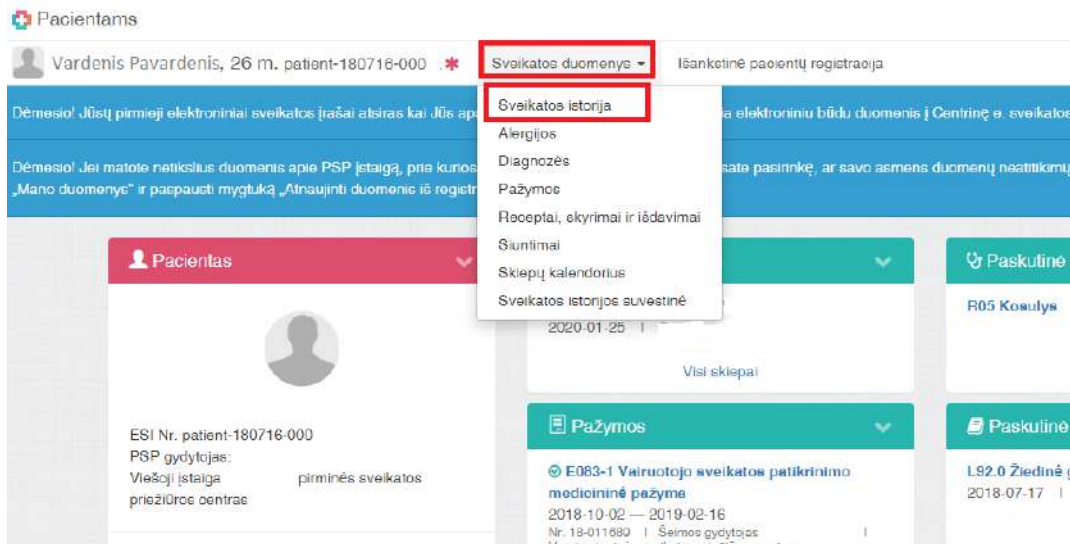 Pacientams
Vardenis Pavardenis, 26 m. patient-180716-000
Sveikatos duomenys
Išankstinė pacientų registracija
Dėmesio! Jūsų pirmieji elektroniniai sveikatos įrašai atsiras kai Jūs
elektroniniu būdu duomenis į Centrinę e. sveikatos
Dėmesio! Jei matote netikslius duomenis apie PSP įstaigą, prie kurios
pasirinkę, ar savo asmens duomenų neatitikimų
„Mano duomenys“ ir paspausti mygtuką „Atnaujinti duomenis iš
Sveikatos istorija
Alergijos
Diagnozės
Pažymos
Receptai, skyrimai ir išdavimai
Siuntimai
Skiepų kalendorius
Sveikatos istorijos suvestinė
Pacientas
ESI Nr. patient-180716-000
PSP gydytojas:
Viešoji įstaiga pirminės sveikatos
priežiūros centras
2020-01-25 |
Visi skiepai
Pažymos
E083-1 Vairuotojo sveikatos patikrinimo
medicininė pažyma
2018-10-02 — 2019-02-16
Nr. 18-011680 | Šeimos gydytojas |
Paskutinė
R05 Kosulys
Paskutinė
L92.0 Žiedinė
2018-07-17 |